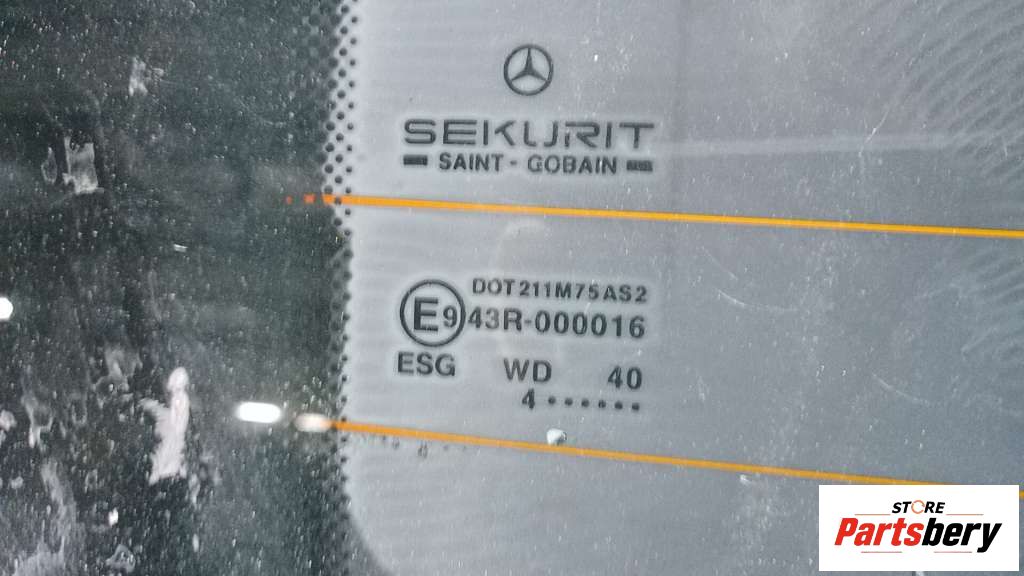 SEKURIT
SAINT - GOBAIN
DOT211M75AS2
E9 43R-000016
ESG WD 40
4••••••
STORE
Partsbery